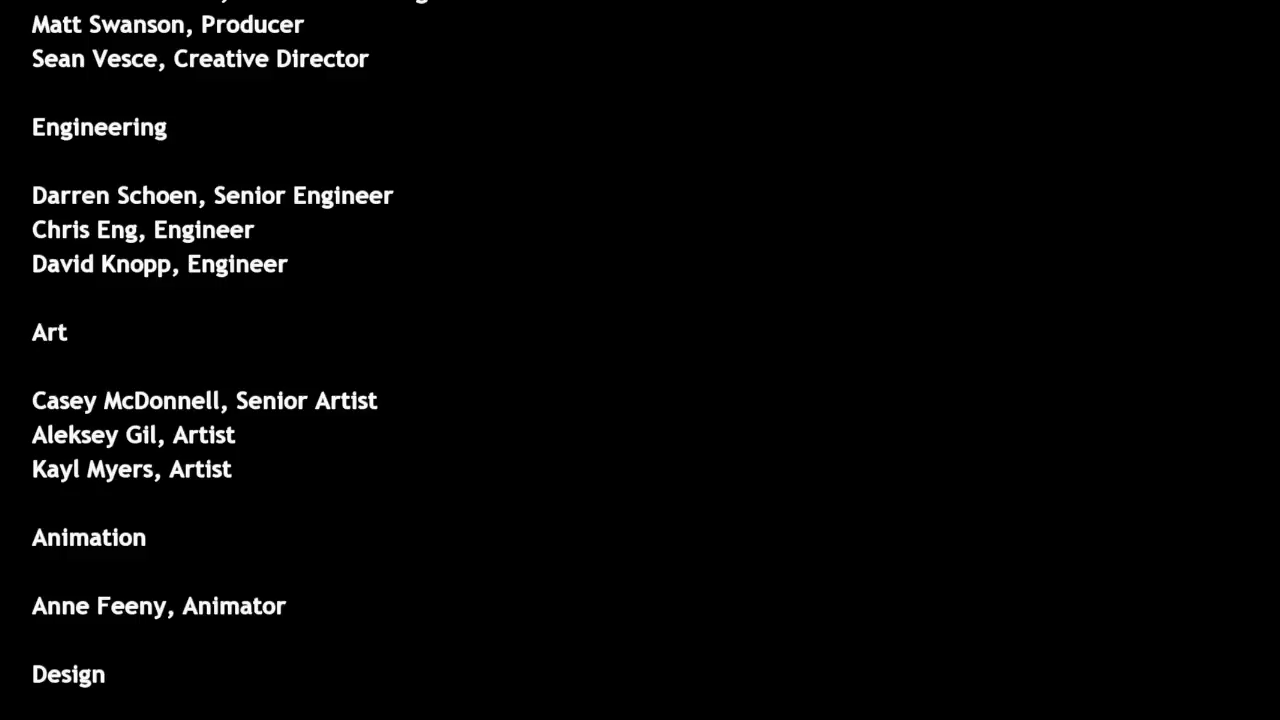 Matt Swanson, Producer
Sean Vesce, Creative Director
Engineering
Darren Schoen, Senior Engineer
Chris Eng, Engineer
David Knopp, Engineer
Art
Casey McDonnell, Senior Artist
Aleksey Gil, Artist
Kayl Myers, Artist
Animation
Anne Feeny, Animator
Design